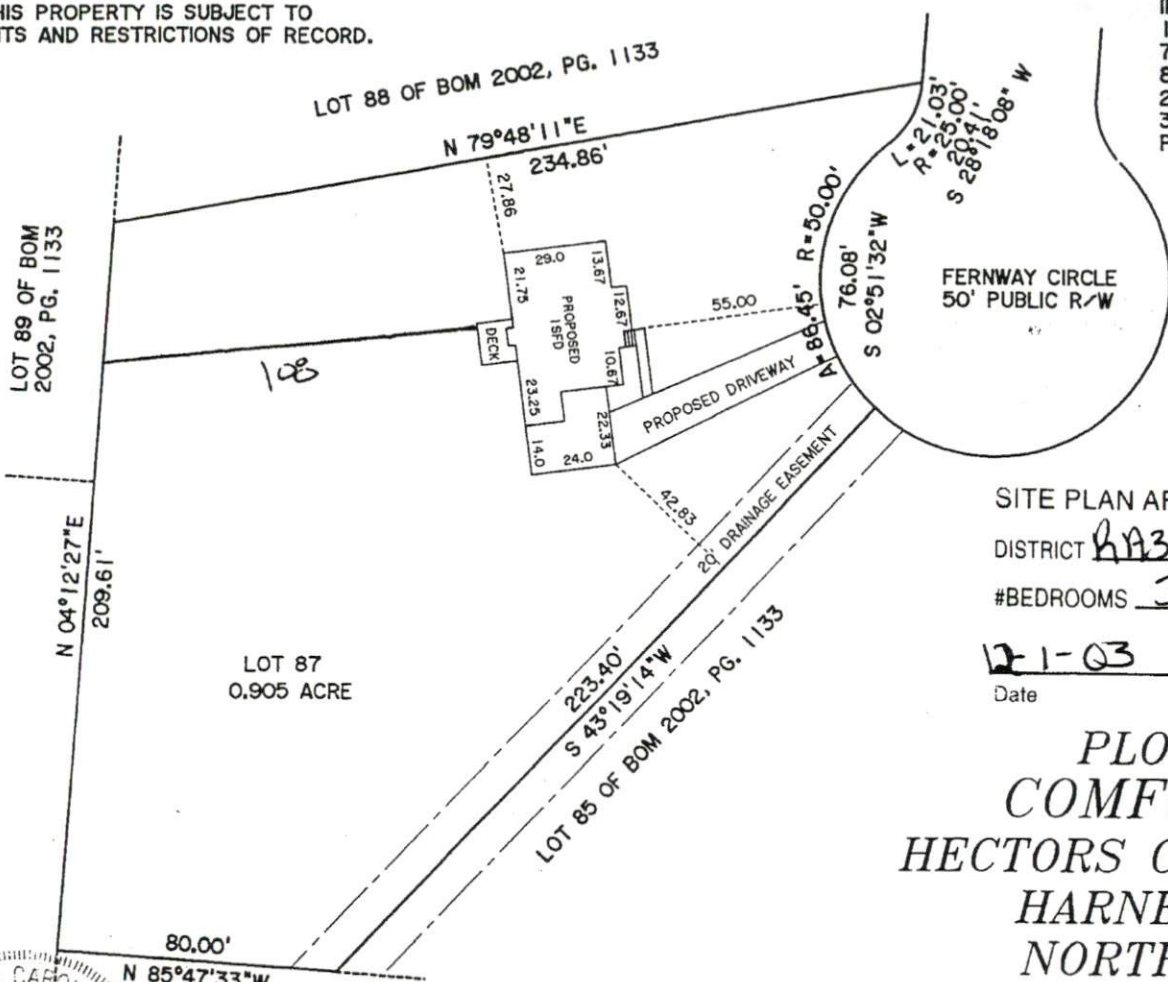 HIS PROPERTY IS SUBJECT TO
TS AND RESTRICTIONS OF RECORD.
LOT 88 OF BOM 2002, PG. 1133
N 79°48'11"E
234.86'
L=21.03'
R=25.00'
20.41'
S 28°18'08" W
27.86
LOT 89 OF BOM
2002, PG. 1133
29.0
13.67
21.75
12.67
PROPOSED
1SFD
55.00
DECK
10.67
23.25
22.33
14.0
24.0
100
PROPOSED DRIVEWAY
R=50.00'
A=86.45'
76.08'
S 02°51'32"W
FERNWAY CIRCLE
50' PUBLIC R/W
42.83
20' DRAINAGE EASEMENT
N 04°12'27"E
209.61'
LOT 87
0.905 ACRE
223.40'
S 43°19'14"W
LOT 85 OF BOM 2002, PG. 1133
SITE PLAN AP
DISTRICT RA3
#BEDROOMS
12-1-03
Date
PLO
COMF
HECTORS C
HARNE
NORTH
80.00'
N 85°47'33"W
CARO